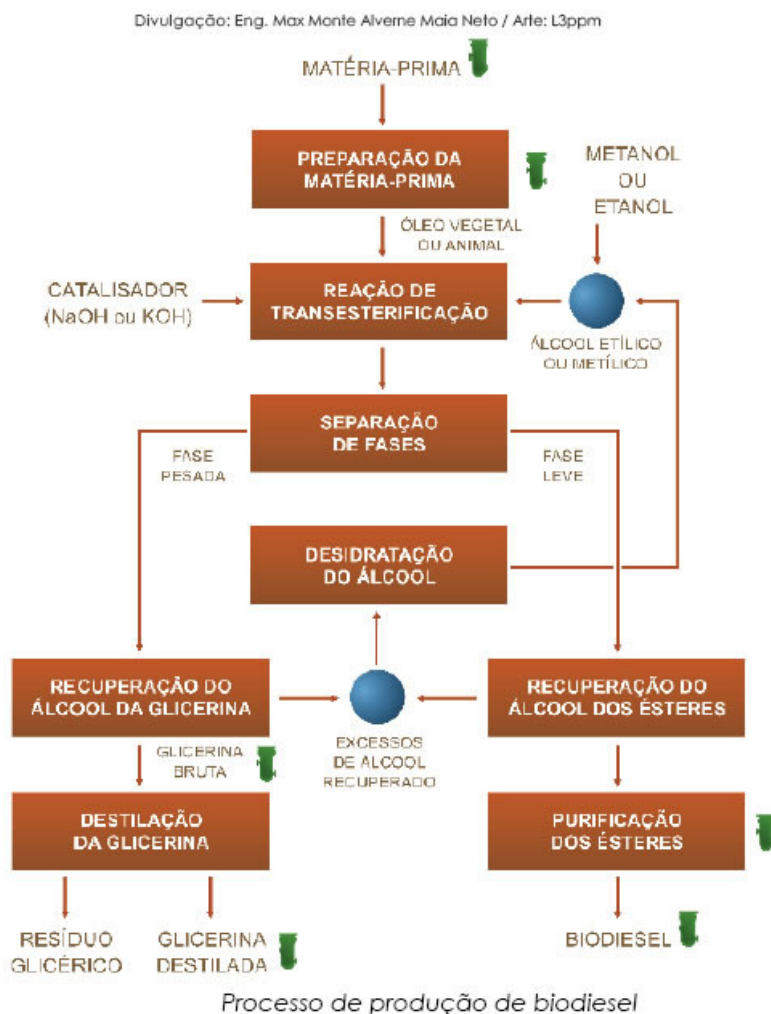 Divulgação: Eng. Max Monte Alverne Maia Neto / Arte: L3ppm
MATÉRIA-PRIMA
PREPARAÇÃO DA
MATÉRIA-PRIMA
METANOL
OU
ETANOL
ÓLEO VEGETAL
OU ANIMAL
CATALISADOR
(NaOH ou KOH)
REAÇÃO DE
TRANSESTERIFICAÇÃO
ÁLCOOL ETÍLICO
OU METÍLICO
SEPARAÇÃO
DE FASES
FASE
PESADA
FASE
LEVE
DESIDRATAÇÃO
DO ÁLCOOL
RECUPERAÇÃO DO
ÁLCOOL DA GLICERINA
EXCESSOS
DE ÁLCOOL
RECUPERADO
RECUPERAÇÃO DO
ÁLCOOL DOS ÉSTERES
GLICERINA
BRUTA
DESTILAÇÃO
DA GLICERINA
PURIFICAÇÃO
DOS ÉSTERES
RESÍDUO
GLICÉRICO
GLICERINA
DESTILADA
BIODIESEL
Processo de produção de biodiesel